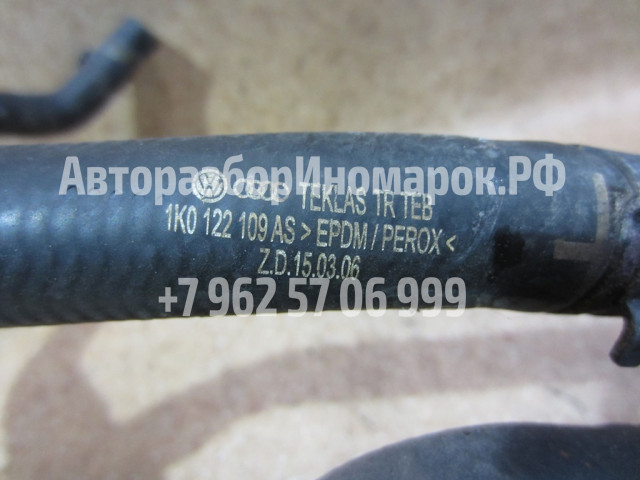 АвторазборИномарок.РФ
TEKLAS TR TEB
1K0 122 109 AS > EPDM / PEROX <
Z.D.15.03.06
+7 962 57 06 999